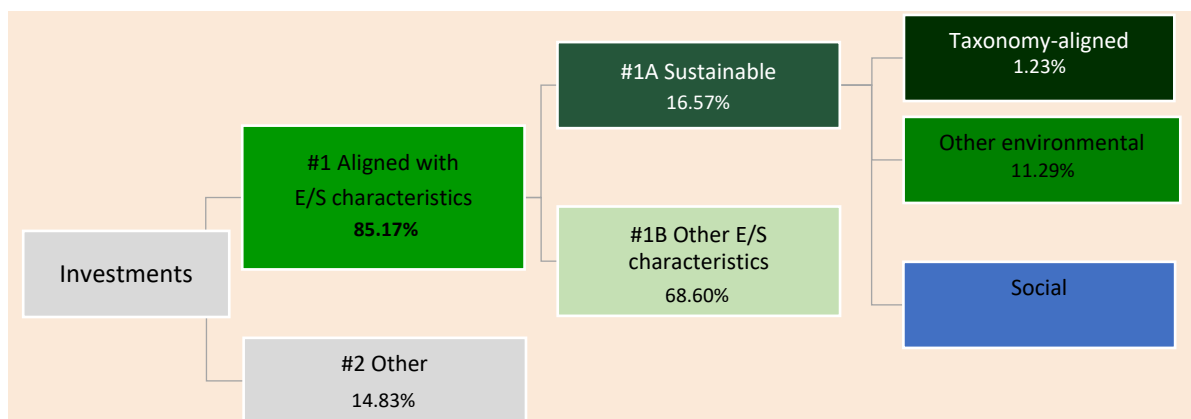 Investments
#1 Aligned with
E/S characteristics
85.17%
#2 Other
14.83%
#1A Sustainable
16.57%
#1B Other E/S
characteristics
68.60%
Taxonomy-aligned
1.23%
Other environmental
11.29%
Social